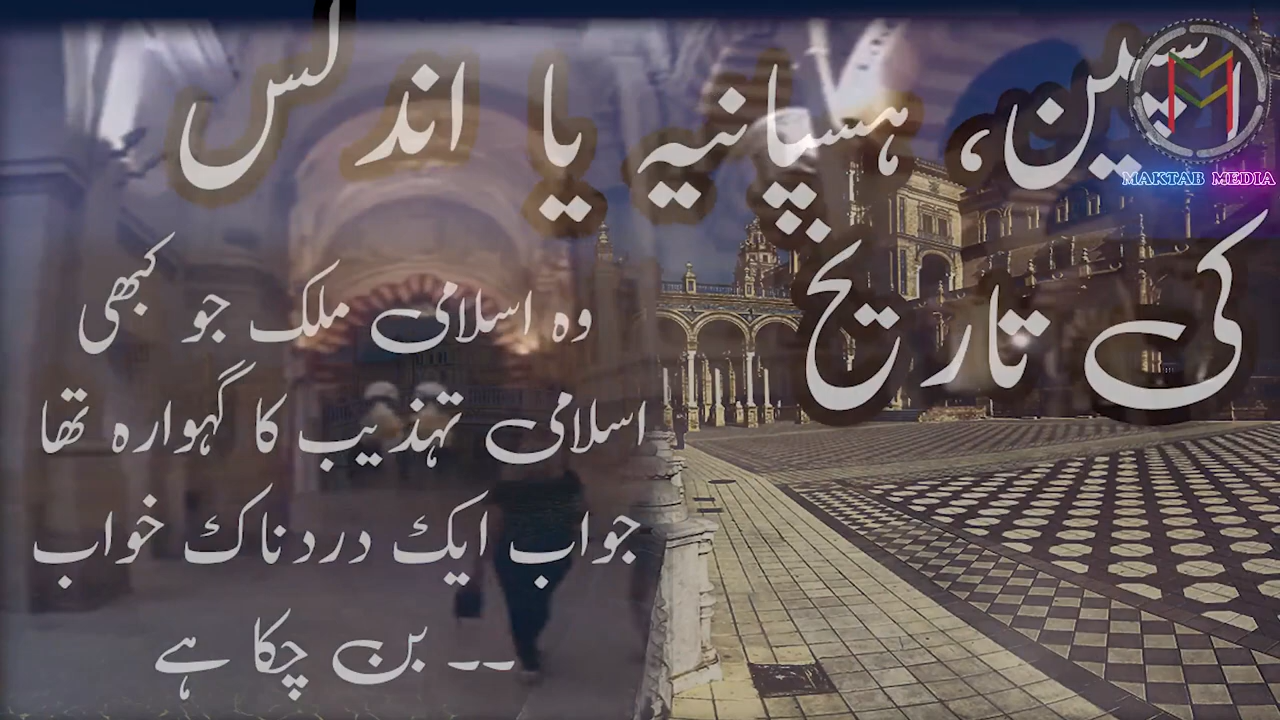 اسپین، ہسپانیہ یا اندلس
کی تاریخ
وہ اسلامی ملک جو کبھی
اسلامی تہذیب کا گہوارہ تھا
جواب ایک دردناک خواب
بن چکا ہے --
MAKTAB MEDIA